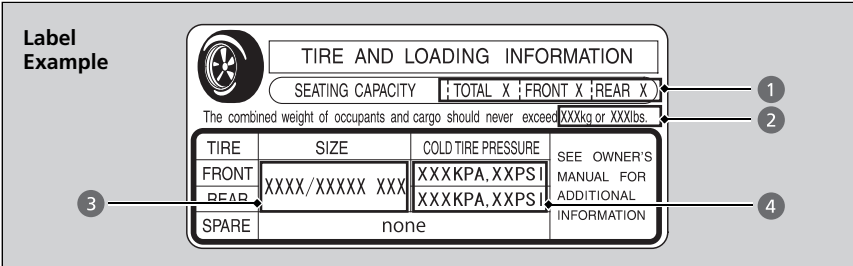 Label
Example
TIRE AND LOADING INFORMATION
SEATING CAPACITY TOTAL X FRONT X REAR X
1
The combined weight of occupants and cargo should never exceed XXXkg or XXXlbs.
2
TIRE SIZE COLD TIRE PRESSURE
SEE OWNER'S
MANUAL FOR
ADDITIONAL
INFORMATION
FRONT XXXX/XXXXX XXX XXXKPA,XXPSI
REAR XXXKPA,XXPSI
3
4
SPARE none